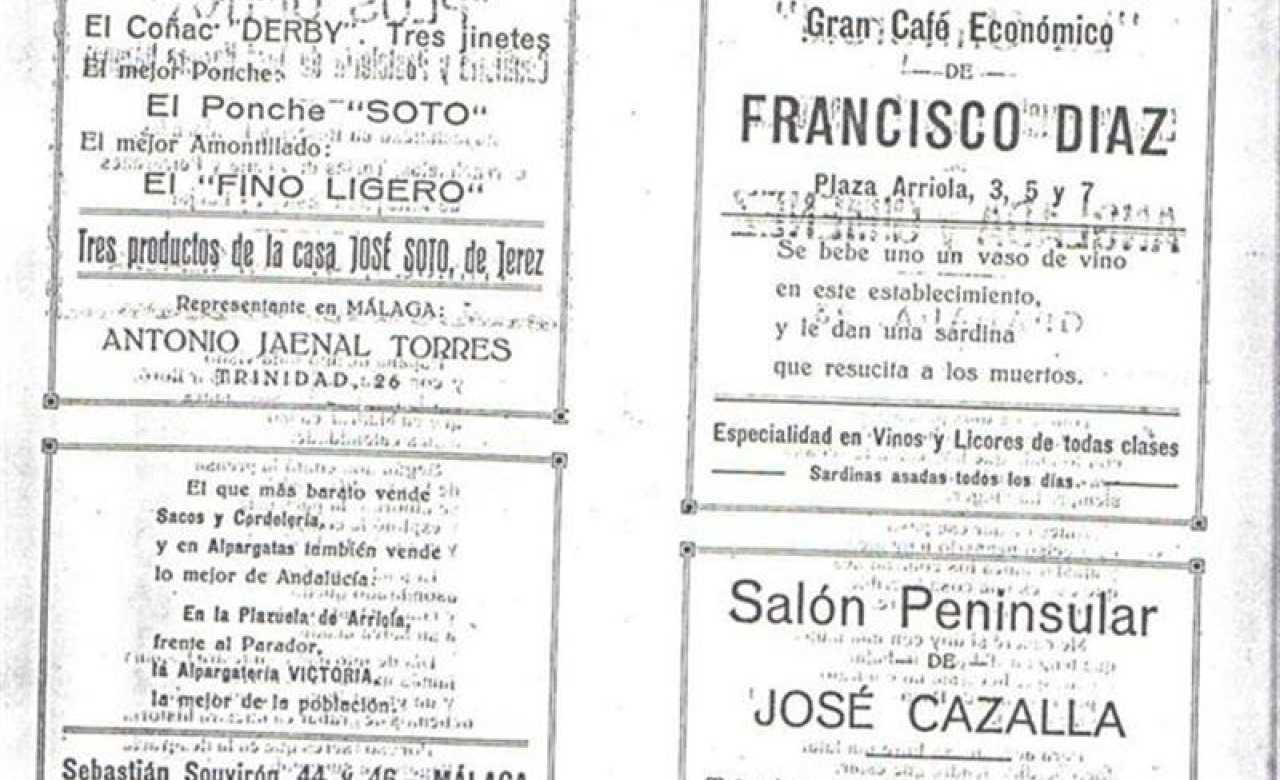 El Coñac "DERBY". Tres jinetes
El mejor Ponche:
El Ponche "SOTO"
El mejor Amontillado:
El "FINO LIGERO"
Tres productos de la casa JOSÉ SOTO, de Jerez
Representante en MÁLAGA:
ANTONIO JAENAL TORRES
TRINIDAD, 26
El que más barato vende
Sacos y Cordelería,
y en Alpargatas también vende
lo mejor de Andalucía.
En la Plazuela de Arriola,
frente al Parador,
la Alpargatería VICTORIA,
la mejor de la población.
Sebastián Souvirón, 44 y 46 - MÁLAGA
"Gran Café Económico"
DE
FRANCISCO DIAZ
Plaza Arriola, 3, 5 y 7
Se bebe uno un vaso de vino
en este establecimiento,
y le dan una sardina
que resucita a los muertos.
Especialidad en Vinos y Licores de todas clases
Sardinas asadas todos los días.
Salón Peninsular
DE
JOSÉ CAZALLA